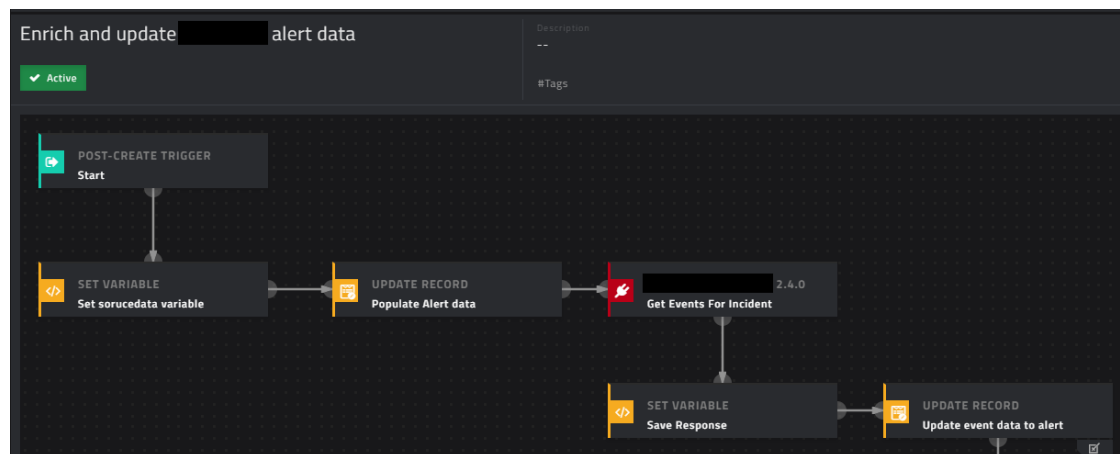 Enrich and update alert data
Description
--
Active
#Tags
POST-CREATE TRIGGER
Start
SET VARIABLE
Set sorucedata variable
UPDATE RECORD
Populate Alert data
2.4.0
Get Events For Incident
SET VARIABLE
Save Response
UPDATE RECORD
Update event data to alert